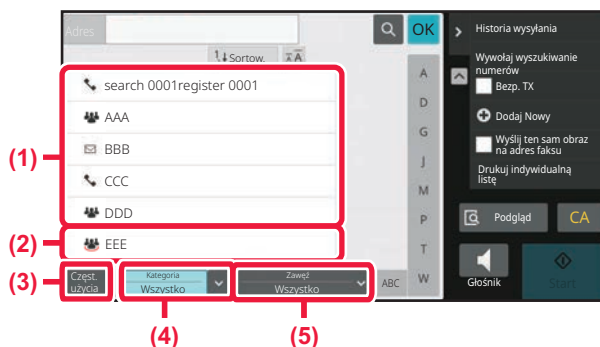 Adres
OK
Sortow.
search 0001register 0001
AAA
BBB
CCC
DDD
EEE
(1)
(2)
(3)
(4)
(5)
Częst.
użycia
Kategoria
Wszystko
Zawęź
Wszystko
ABC
A
D
G
J
M
P
T
W
Historia wysyłania
Wywołaj wyszukiwanie
numerów
Bezp. TX
Dodaj Nowy
Wyślij ten sam obraz
na adres faksu
Drukuj indywidualną
listę
Podgląd
CA
Głośnik
Start